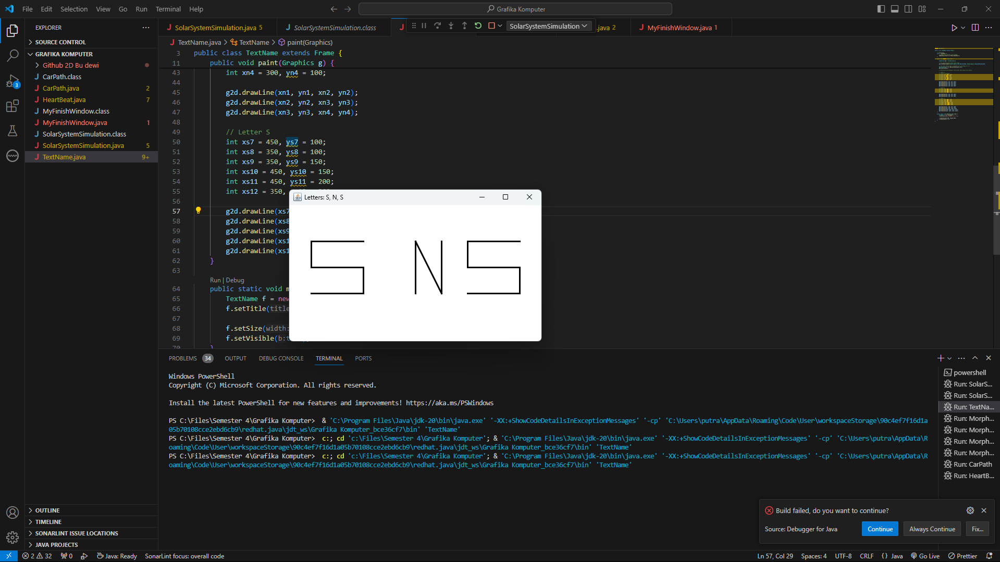 File Edit Selection View Go Run Terminal Help
Grafika Komputer
EXPLORER
SOURCE CONTROL
GRAFIKA KOMPUTER
Github 2D Bu dewi
CarPath.class
CarPath.java 2
HeartBeat.java 7
MyFinishWindow.class
MyFinishWindow.java 1
SolarSystemSimulation.class
SolarSystemSimulation.java 5
TextName.java 9+
3
OUTLINE
TIMELINE
SONARLINT ISSUE LOCATIONS
JAVA PROJECTS
SolarSystemSimulation.java 5 SolarSystemSimulation.class SolarSystemSimulation .java 2 MyFinishWindow.java 1
TextName.java > TextName > paint(Graphics)
3 public class TextName extends Frame {
11 public void paint(Graphics g) {
43 int xn4 = 300, yn4 = 100;
44
45 g2d.drawLine(xn1, yn1, xn2, yn2);
46 g2d.drawLine(xn2, yn2, xn3, yn3);
47 g2d.drawLine(xn3, yn3, xn4, yn4);
48
49 // Letter S
50 int xs7 = 450, ys7 = 100;
51 int xs8 = 350, ys8 = 100;
52 int xs9 = 350, ys9 = 150;
53 int xs10 = 450, ys10 = 150;
54 int xs11 = 450, ys11 = 200;
55 int xs12 = 350,
56
57 g2d.drawLine(xs7
58 g2d.drawLine(xs8
59 g2d.drawLine(xs9
60 g2d.drawLine(xs1
61 g2d.drawLine(xs1
62 }
63
Run | Debug
64 public static void m
65 TextName f = new
66 f.setTitle(title
67
68 f.setSize(width:
69 f.setVisible(b:t
70 }
Letters: S, N, S
S N S
PROBLEMS 34 OUTPUT DEBUG CONSOLE TERMINAL PORTS
Windows PowerShell
Copyright (C) Microsoft Corporation. All rights reserved.
Install the latest PowerShell for new features and improvements! https://aka.ms/PSWindows
PS C:\Files\Semester 4\Grafika Komputer>  & 'C:\Program Files\Java\jdk-20\bin\java.exe' '-XX:+ShowCodeDetailsInExceptionMessages' '-cp' 'C:\Users\putra\AppData\Roaming\Code\User\workspaceStorage\90c4ef7f16d1a
05b70108cce2ebd6cb9\redhat.java\jdt_ws\Grafika Komputer_bce36cf7\bin' 'TextName'
PS C:\Files\Semester 4\Grafika Komputer>  c:; cd 'c:\Files\Semester 4\Grafika Komputer'; & 'C:\Program Files\Java\jdk-20\bin\java.exe' '-XX:+ShowCodeDetailsInExceptionMessages' '-cp' 'C:\Users\putra\AppData\R
oaming\Code\User\workspaceStorage\90c4ef7f16d1a05b70108cce2ebd6cb9\redhat.java\jdt_ws\Grafika Komputer_bce36cf7\bin' 'TextName'
PS C:\Files\Semester 4\Grafika Komputer>  c:; cd 'c:\Files\Semester 4\Grafika Komputer'; & 'C:\Program Files\Java\jdk-20\bin\java.exe' '-XX:+ShowCodeDetailsInExceptionMessages' '-cp' 'C:\Users\putra\AppData\R
oaming\Code\User\workspaceStorage\90c4ef7f16d1a05b70108cce2ebd6cb9\redhat.java\jdt_ws\Grafika Komputer_bce36cf7\bin' 'TextName'
powershell
Run: SolarS...
Run: SolarS...
Run: TextNa...
Run: Morph...
Run: Morph...
Run: Morph...
Run: Morph...
Run: CarPath
Run: HeartB...
Build failed, do you want to continue?
Source: Debugger for Java Continue Always Continue Fix...
2 32 0 Java: Ready SonarLint focus: overall code Ln 57, Col 29 Spaces: 4 UTF-8 CRLF {} Java Go Live Prettier